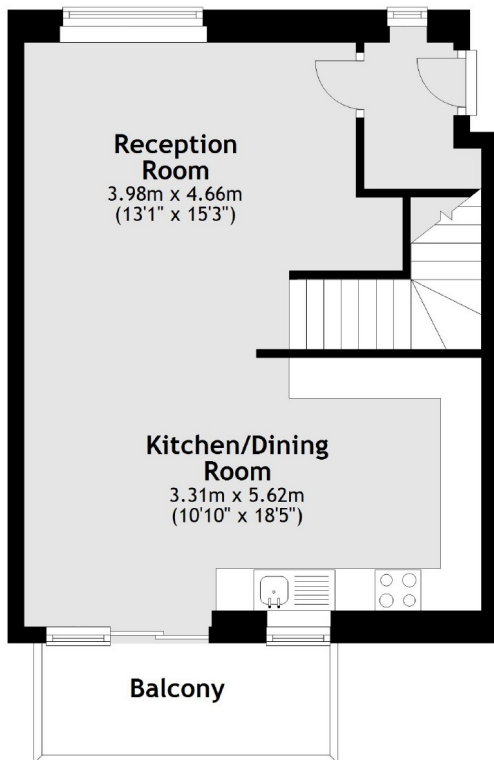 Reception
Room
3.98m x 4.66m
(13'1" x 15'3")
Kitchen/Dining
Room
3.31m x 5.62m
(10'10" x 18'5")
Balcony